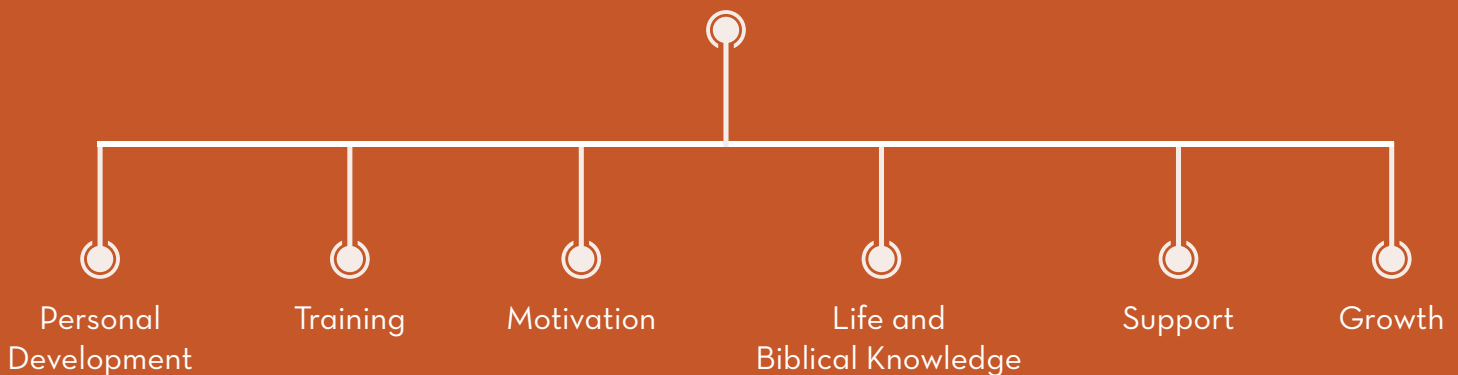 Personal
Development
Training
Motivation
Life and
Biblical Knowledge
Support
Growth